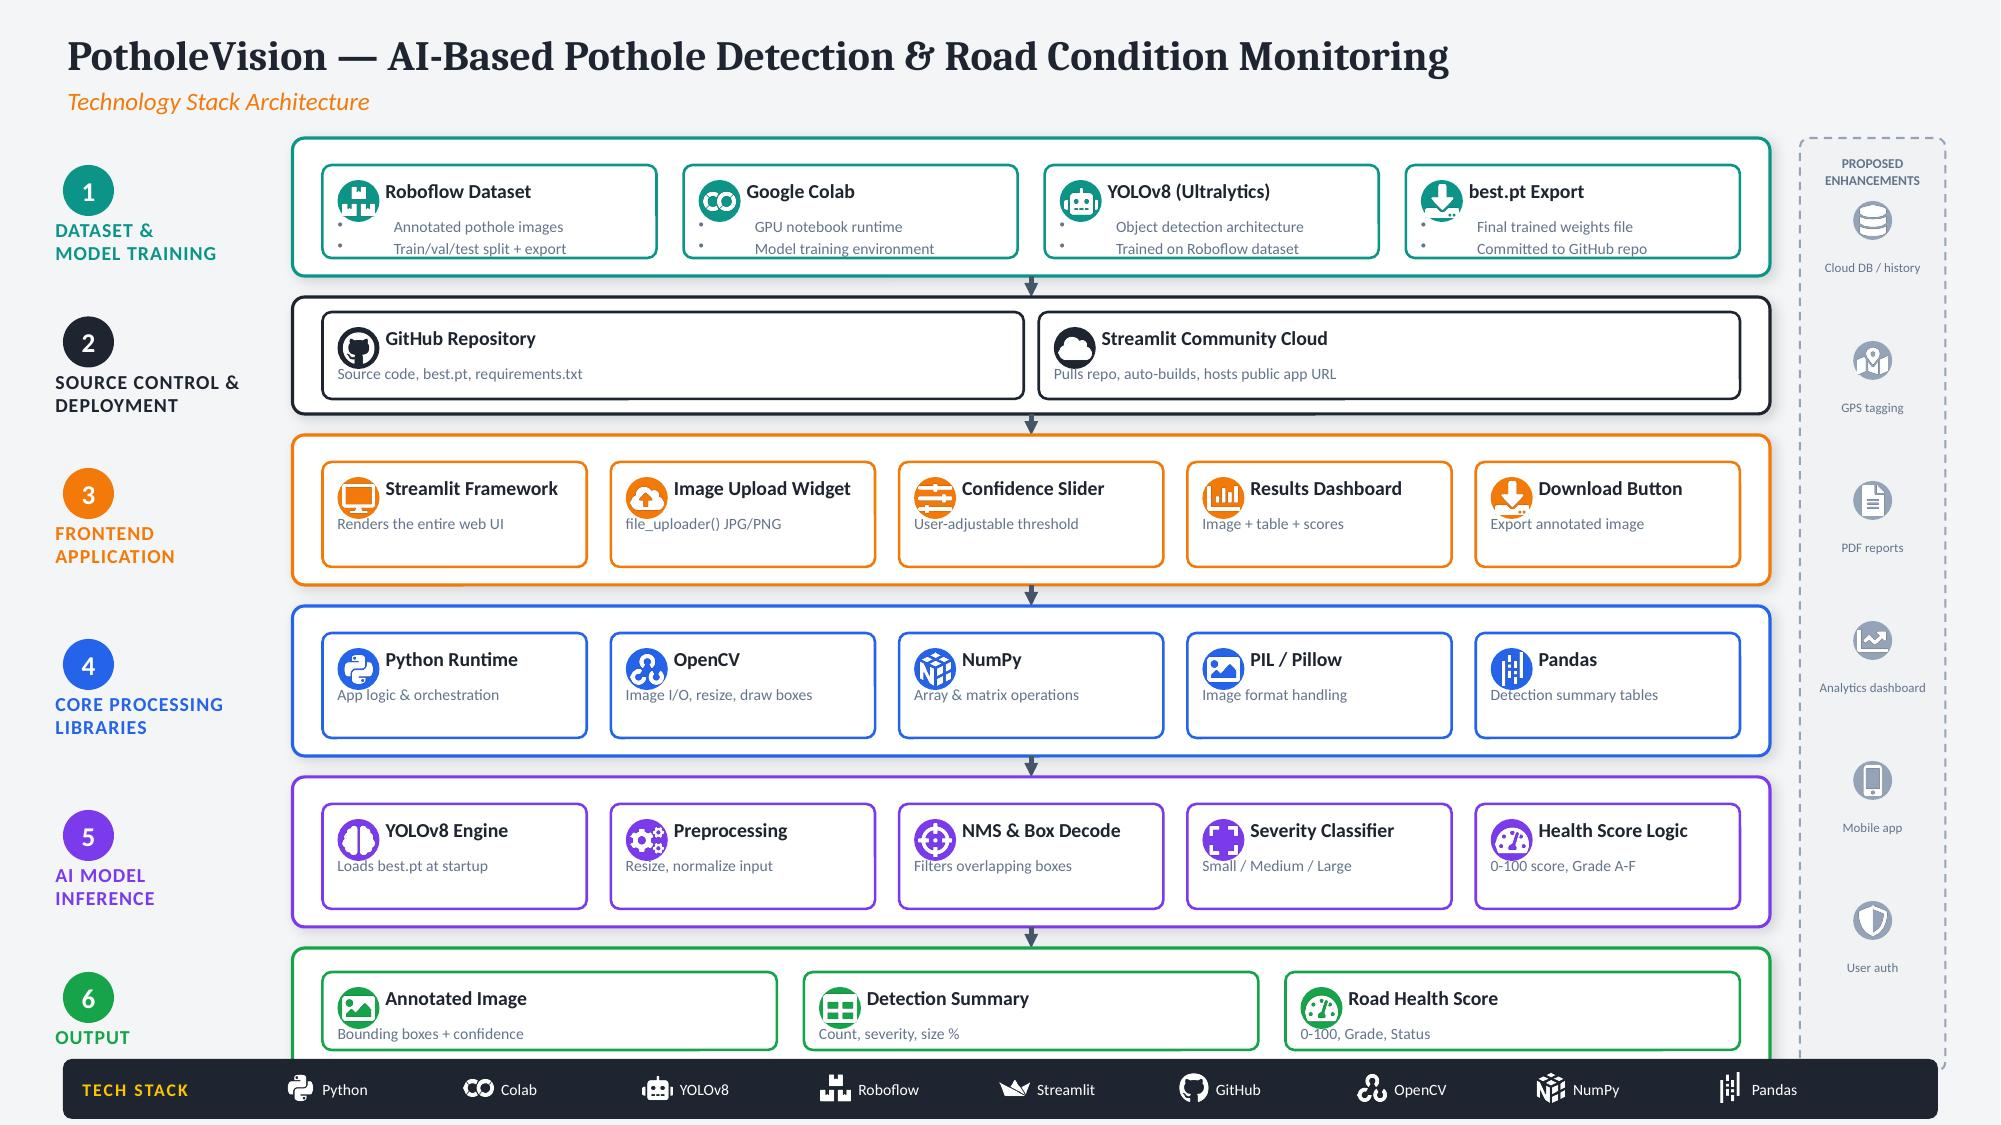 PotholeVision — AI-Based Pothole Detection & Road Condition Monitoring
Technology Stack Architecture
1
DATASET &
MODEL TRAINING
Roboflow Dataset
• Annotated pothole images
• Train/val/test split + export
Google Colab
• GPU notebook runtime
• Model training environment
YOLOv8 (Ultralytics)
• Object detection architecture
• Trained on Roboflow dataset
best.pt Export
• Final trained weights file
• Committed to GitHub repo
2
SOURCE CONTROL &
DEPLOYMENT
GitHub Repository
Source code, best.pt, requirements.txt
Streamlit Community Cloud
Pulls repo, auto-builds, hosts public app URL
3
FRONTEND
APPLICATION
Streamlit Framework
Renders the entire web UI
Image Upload Widget
file_uploader() JPG/PNG
Confidence Slider
User-adjustable threshold
Results Dashboard
Image + table + scores
Download Button
Export annotated image
4
CORE PROCESSING
LIBRARIES
Python Runtime
App logic & orchestration
OpenCV
Image I/O, resize, draw boxes
NumPy
Array & matrix operations
PIL / Pillow
Image format handling
Pandas
Detection summary tables
5
AI MODEL
INFERENCE
YOLOv8 Engine
Loads best.pt at startup
Preprocessing
Resize, normalize input
NMS & Box Decode
Filters overlapping boxes
Severity Classifier
Small / Medium / Large
Health Score Logic
0-100 score, Grade A-F
6
OUTPUT
Annotated Image
Bounding boxes + confidence
Detection Summary
Count, severity, size %
Road Health Score
0-100, Grade, Status
PROPOSED
ENHANCEMENTS
Cloud DB / history
GPS tagging
PDF reports
Analytics dashboard
Mobile app
User auth
TECH STACK
Python
Colab
YOLOv8
Roboflow
Streamlit
GitHub
OpenCV
NumPy
Pandas